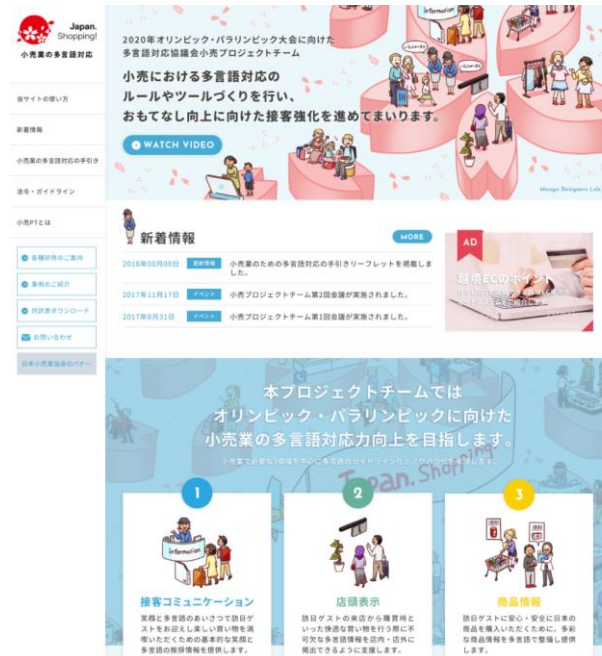 Japan.
Shopping!
小売業の多言語対応
当サイトの使い方
新着情報
小売業の多言語対応の手引き
法令・ガイドライン
小売PTとは
各種研修のご案内
事例のご紹介
対訳表ダウンロード
お問い合わせ
日本小売業協会のバナー
2020年オリンピック・パラリンピック大会に向けた
多言語対応協議会小売プロジェクトチーム
小売における多言語対応の
ルールやツールづくりを行い、
おもてなし向上に向けた接客強化を進めてまいります。
WATCH VIDEO
Information
Mango Designers Lab.
新着情報
MORE
2018年00月00日 更新情報 小売業のための多言語対応の手引きリーフレットを掲載しま
した。
2017年11月17日 イベント 小売プロジェクトチーム第2回会議が実施されました。
2017年8月31日 イベント 小売プロジェクトチーム第1回会議が実施されました。
AD
越境ECのポイント
本プロジェクトチームでは
オリンピック・パラリンピックに向けた
小売業の多言語対応力向上を目指します。
Japan. Shopping!
1
Information
接客コミュニケーション
笑顔と多言語のあいさつで訪日ゲ
ストをお迎えし楽しい買い物を満
喫いただくための基本的な笑顔と
多言語の挨拶情報を提供します。
2
店頭表示
訪日ゲストの来店から購買時と
いった快適な買い物を行う際に不
可欠な多言語情報を店内・店外に
掲出できるように支援します。
3
商品情報
訪日ゲストに安心・安全に日本の
商品を購入いただくために、多彩
な商品情報を多言語で整備し提供
します。